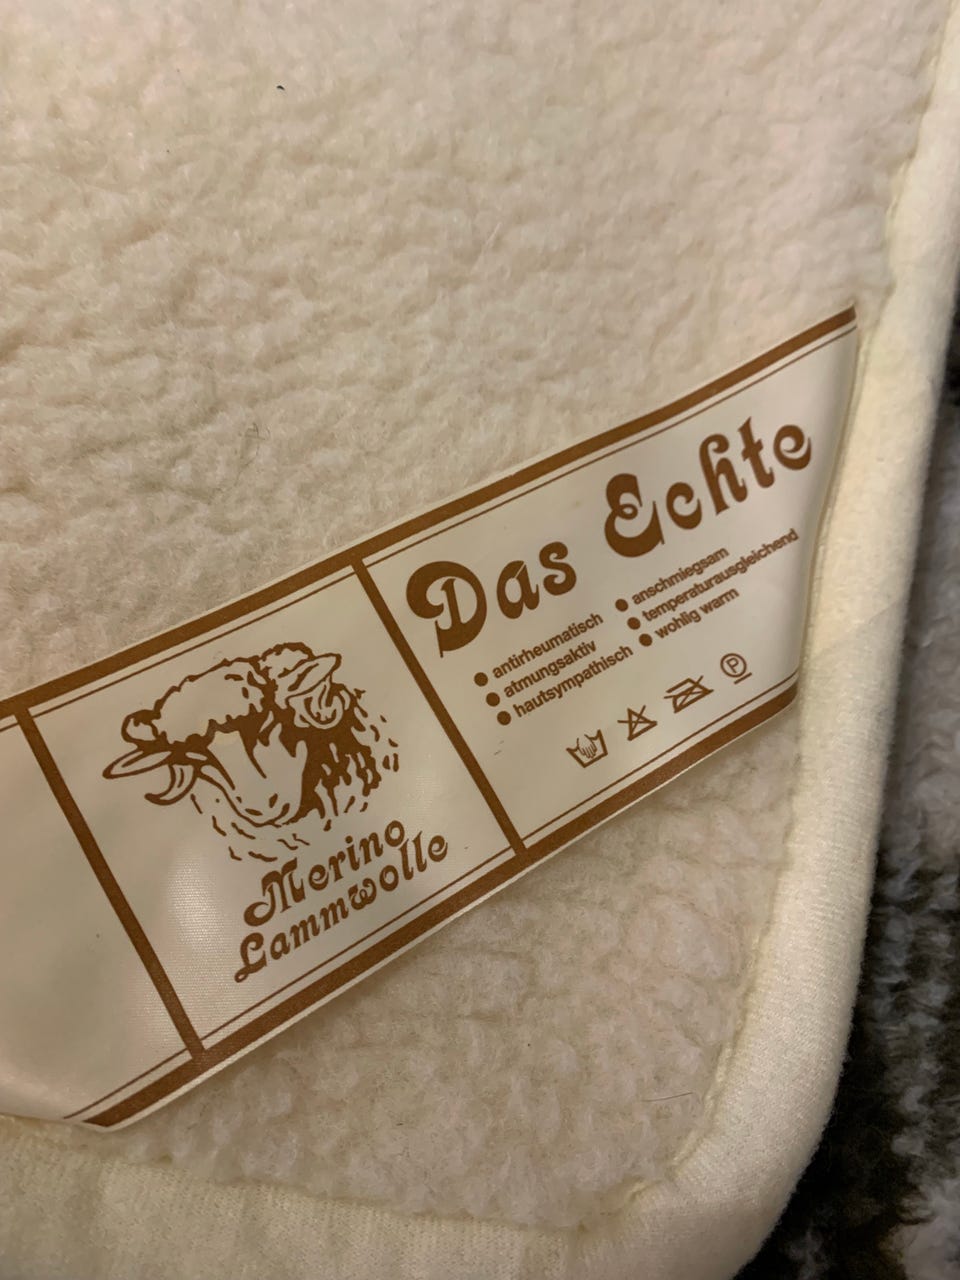 Das Echte
• antirheumatisch
• atmungsaktiv
• hautsympathisch
• anschmiegsam
• temperaturausgleichend
• wohlig warm
P
Merino
Lammwolle